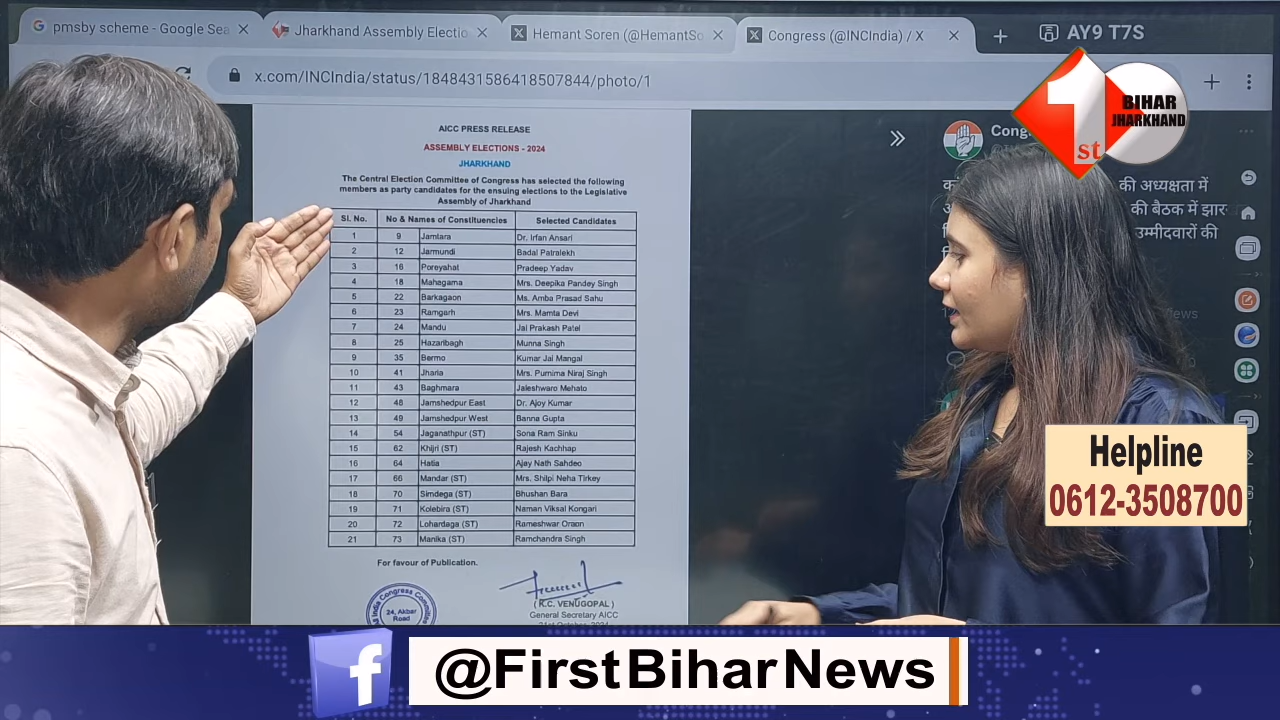 pmsby scheme - Google Sea
Jharkhand Assembly Electio
Hemant Soren (@HemantSo
Congress (@INCIndia) / X
AY9 T7S
x.com/INCIndia/status/1848431586418507844/photo/1
1st
BIHAR
JHARKHAND
AICC PRESS RELEASE
ASSEMBLY ELECTIONS - 2024
JHARKHAND
The Central Election Committee of Congress has selected the following
members as party candidates for the ensuing elections to the Legislative
Assembly of Jharkhand
Sl. No. No & Names of Constituencies Selected Candidates
1 9 Jamtara Dr. Irfan Ansari
2 12 Jarmundi Badal Patralekh
3 16 Poreyahat Pradeep Yadav
4 18 Mahagama Mrs. Deepika Pandey Singh
5 22 Barkagaon Ms. Amba Prasad Sahu
6 23 Ramgarh Mrs. Mamta Devi
7 24 Mandu Jai Prakash Patel
8 25 Hazaribagh Munna Singh
9 35 Bermo Kumar Jai Mangal
10 41 Jharia Mrs. Purnima Niraj Singh
11 43 Baghmara Jaleshwaro Mehato
12 48 Jamshedpur East Dr. Ajoy Kumar
13 49 Jamshedpur West Banna Gupta
14 54 Jaganathpur (ST) Sona Ram Sinku
15 62 Khijri (ST) Rajesh Kachhap
16 64 Hatia Ajay Nath Sahdeo
17 66 Mandar (ST) Mrs. Shilpi Neha Tirkey
18 70 Simdega (ST) Bhushan Bara
19 71 Kolebira (ST) Naman Viksal Kongari
20 72 Lohardaga (ST) Rameshwar Oraon
21 73 Manika (ST) Ramchandra Singh
For favour of Publication.
24, Akbar
Road
( K.C. VENUGOPAL )
General Secretary AICC
Cong
की अध्यक्षता में
की बैठक में झार
उम्मीदवारों की
Helpline
0612-3508700
f
@FirstBiharNews